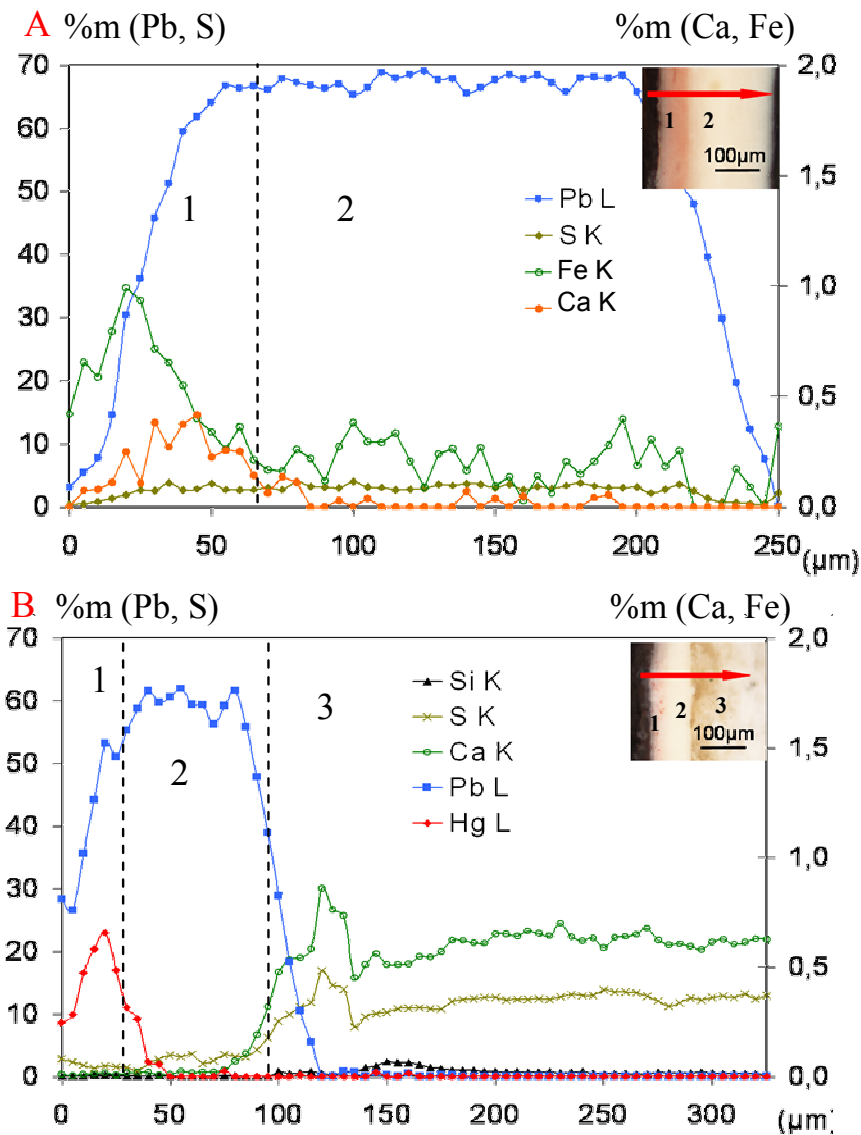 A %m (Pb, S) %m (Ca, Fe)
70 2,0
60
50 1,5
40
30 1,0
20 0,5
10
0 0,0
0 50 100 150 200 250 (µm)
1 2
Pb L
S K
Fe K
Ca K
1 2
100µm
B %m (Pb, S) %m (Ca, Fe)
70 2,0
60
50 1,5
40
30 1,0
20 0,5
10
0 0,0
0 50 100 150 200 250 300 (µm)
1 2 3
Si K
S K
Ca K
Pb L
Hg L
1 2 3
100µm